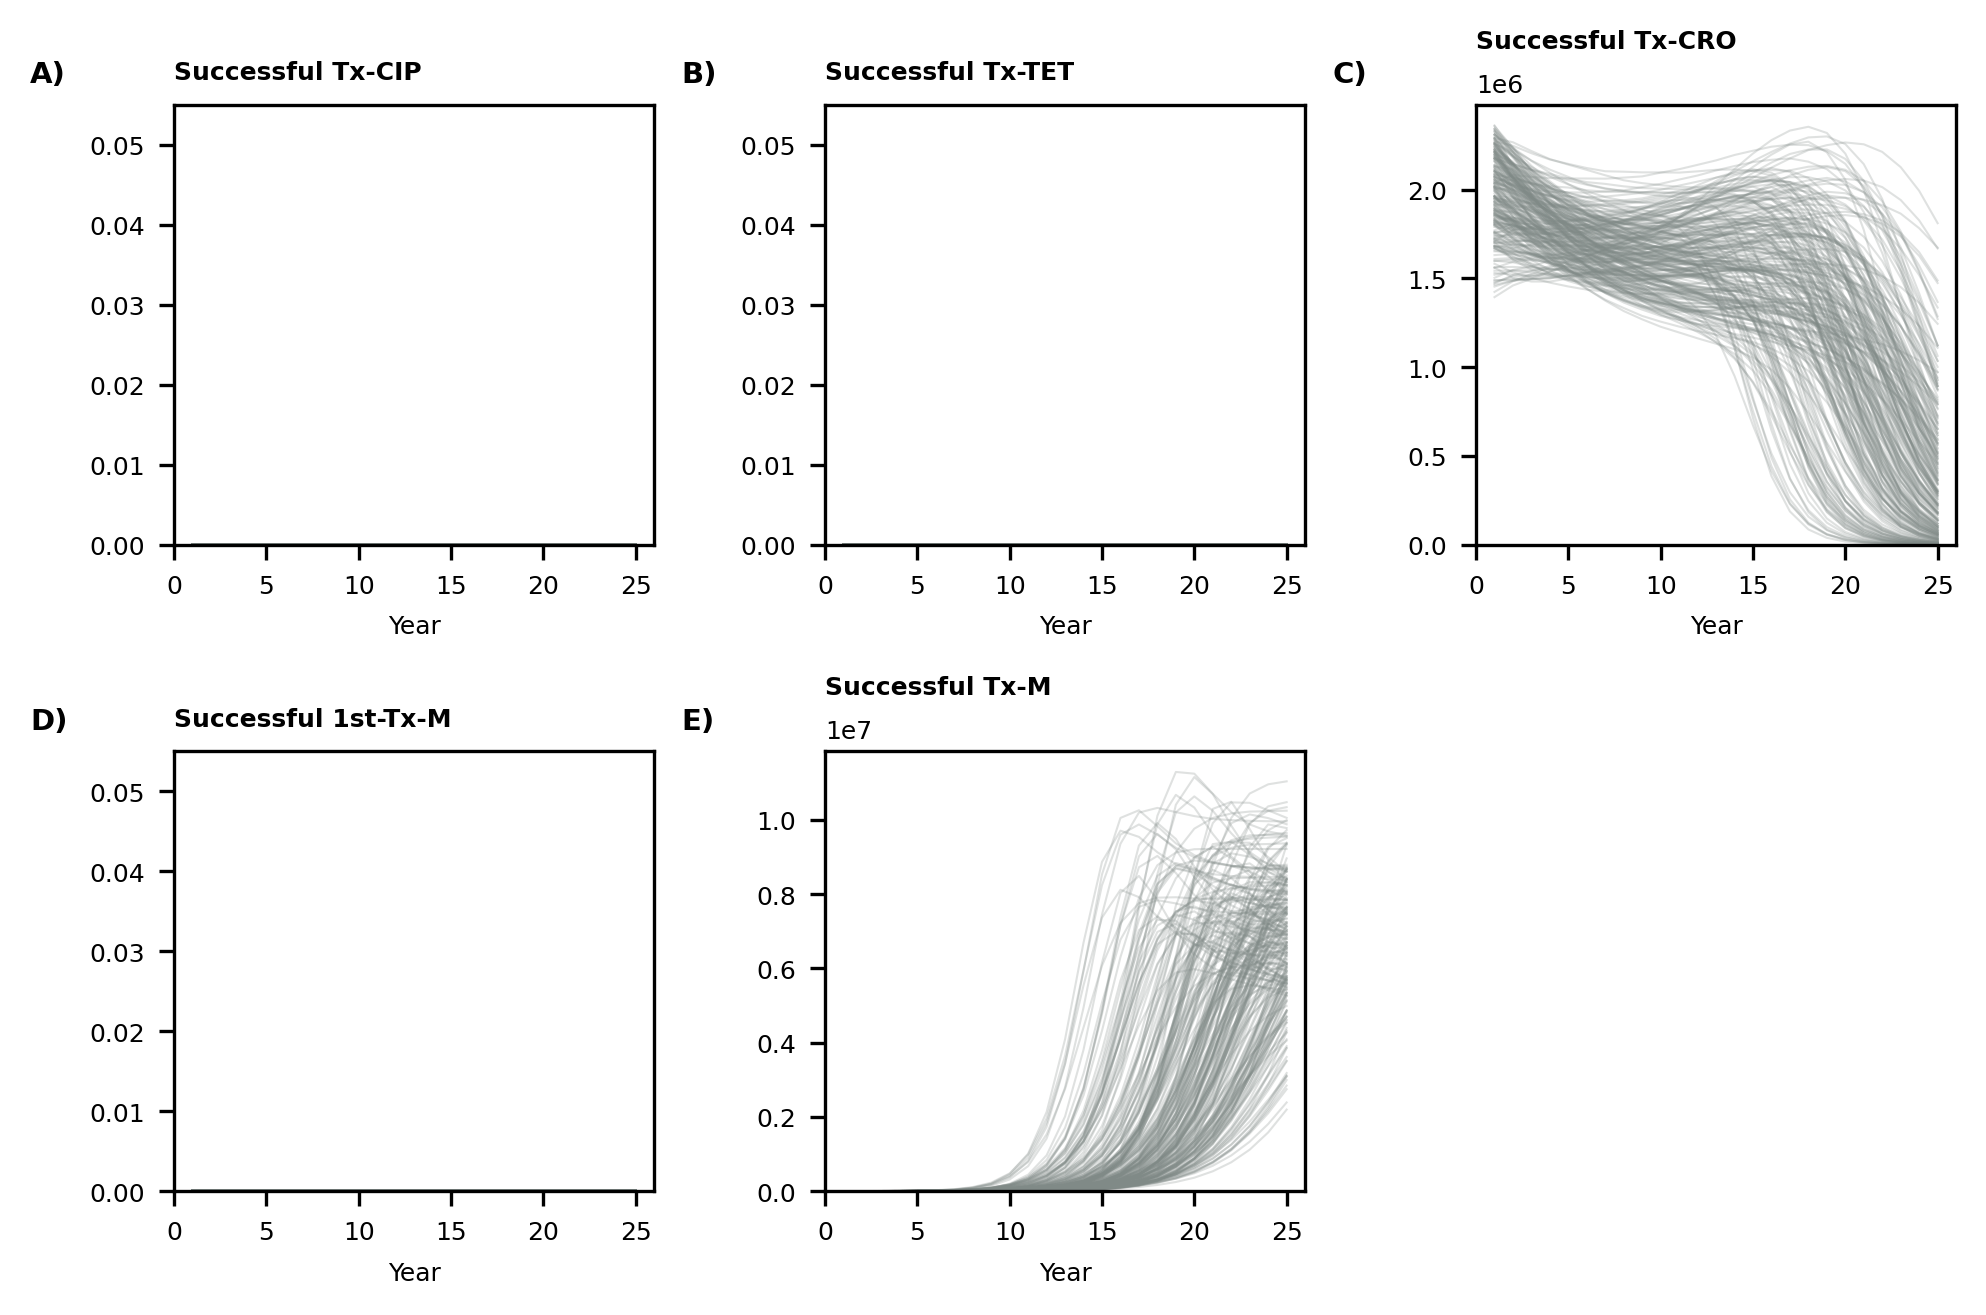 A) Successful Tx-CIP
0.05
0.04
0.03
0.02
0.01
0.00
0 5 10 15 20 25
Year
B) Successful Tx-TET
0.05
0.04
0.03
0.02
0.01
0.00
0 5 10 15 20 25
Year
C) Successful Tx-CRO
1e6
2.0
1.5
1.0
0.5
0.0
0 5 10 15 20 25
Year
D) Successful 1st-Tx-M
0.05
0.04
0.03
0.02
0.01
0.00
0 5 10 15 20 25
Year
E) Successful Tx-M
1e7
1.0
0.8
0.6
0.4
0.2
0.0
0 5 10 15 20 25
Year